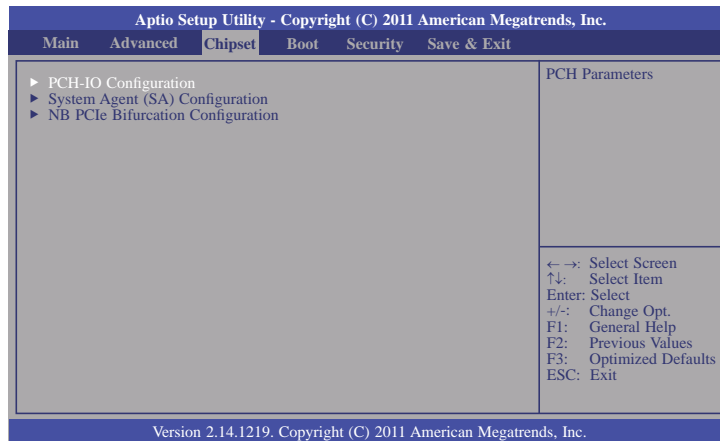 Aptio Setup Utility - Copyright (C) 2011 American Megatrends, Inc.
Main Advanced Chipset Boot Security Save & Exit
► PCH-IO Configuration
► System Agent (SA) Configuration
► NB PCIe Bifurcation Configuration
PCH Parameters
← →: Select Screen
↑↓: Select Item
Enter: Select
+/-: Change Opt.
F1: General Help
F2: Previous Values
F3: Optimized Defaults
ESC: Exit
Version 2.14.1219. Copyright (C) 2011 American Megatrends, Inc.